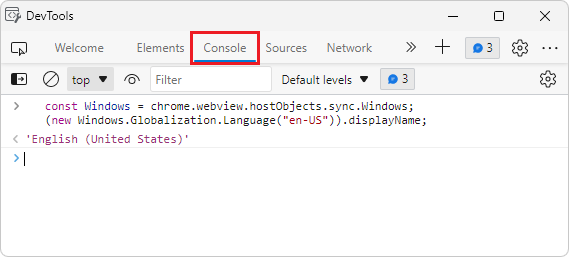 DevTools
Welcome Elements Console Sources Network 3
top Filter Default levels 3
const Windows = chrome.webview.hostObjects.sync.Windows;
(new Windows.Globalization.Language("en-US")).displayName;
'English (United States)'